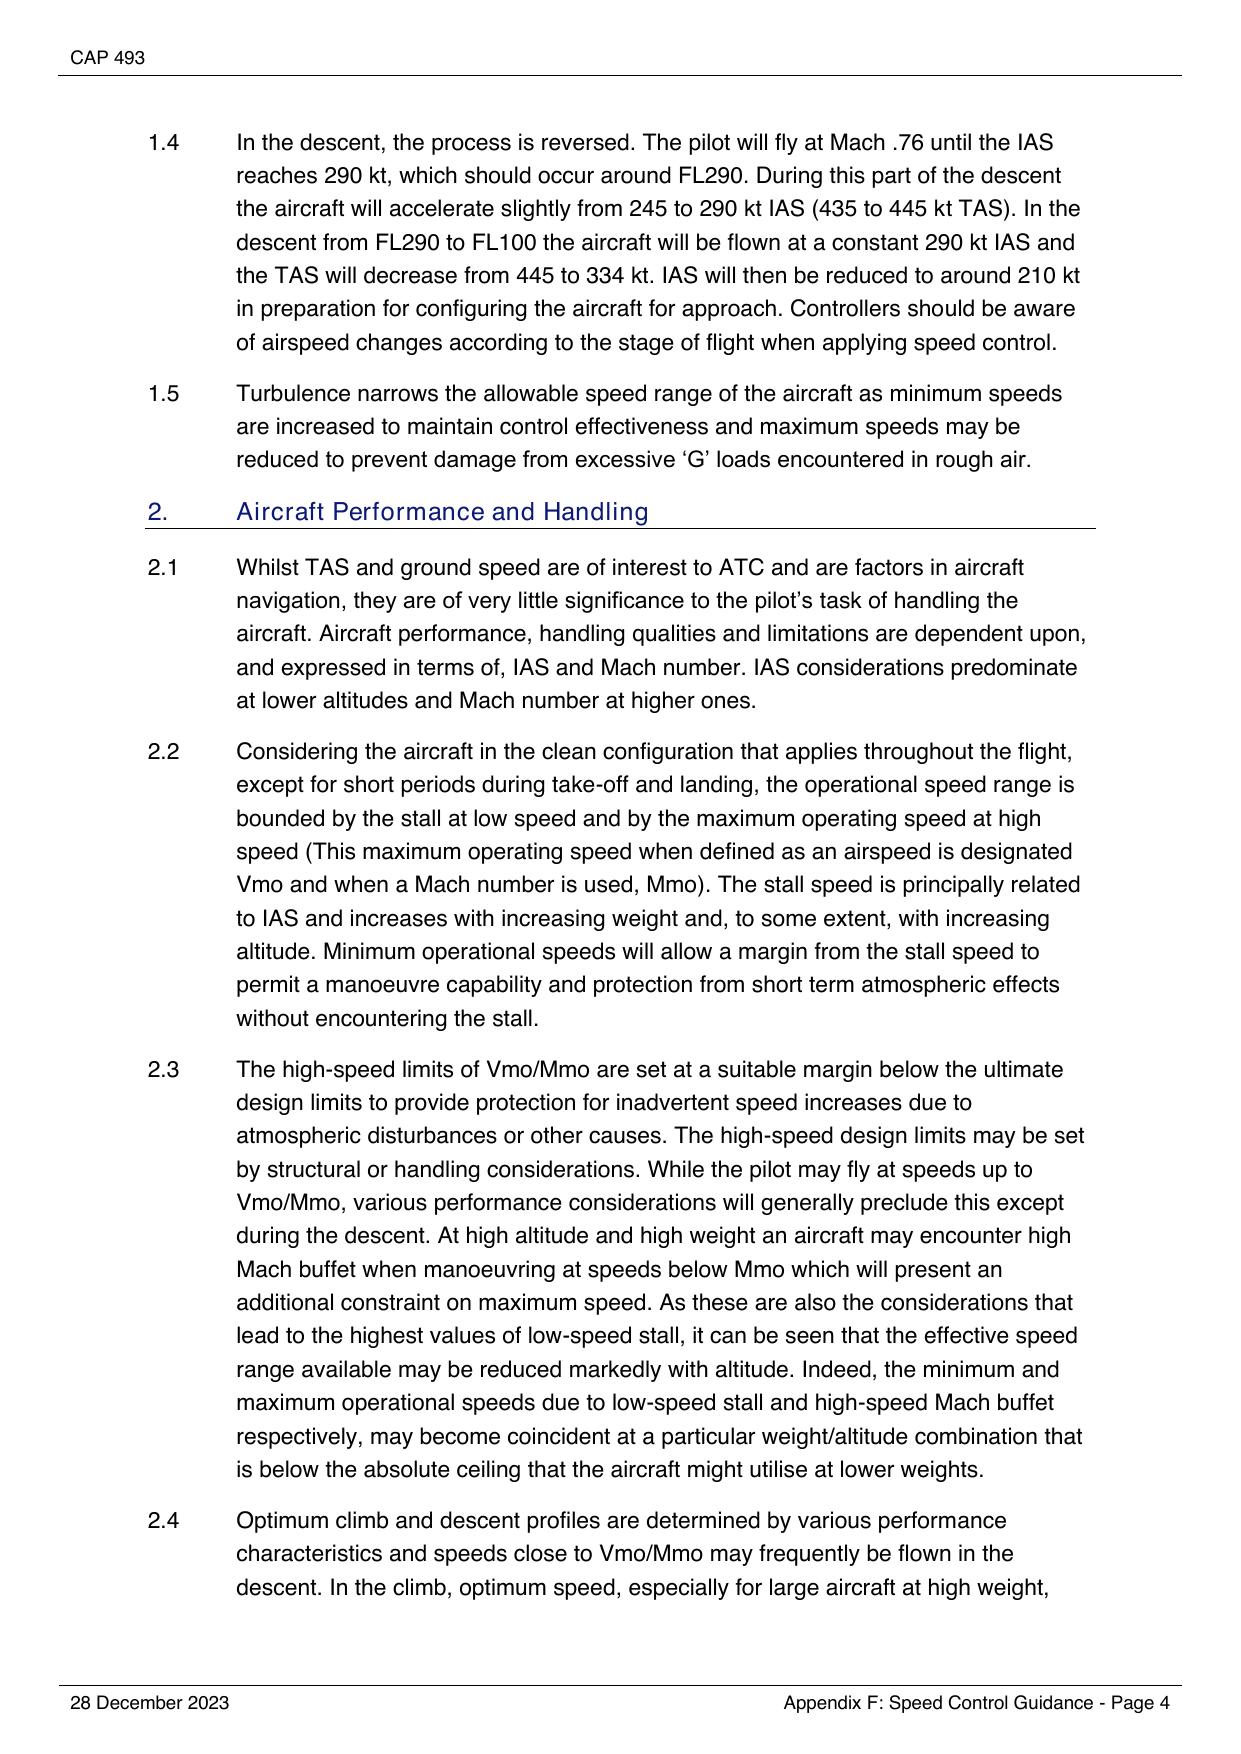 CAP 493
1.4 In the descent, the process is reversed. The pilot will fly at Mach .76 until the IAS
reaches 290 kt, which should occur around FL290. During this part of the descent
the aircraft will accelerate slightly from 245 to 290 kt IAS (435 to 445 kt TAS). In the
descent from FL290 to FL100 the aircraft will be flown at a constant 290 kt IAS and
the TAS will decrease from 445 to 334 kt. IAS will then be reduced to around 210 kt
in preparation for configuring the aircraft for approach. Controllers should be aware
of airspeed changes according to the stage of flight when applying speed control.
1.5 Turbulence narrows the allowable speed range of the aircraft as minimum speeds
are increased to maintain control effectiveness and maximum speeds may be
reduced to prevent damage from excessive ‘G’ loads encountered in rough air.
2. Aircraft Performance and Handling
2.1 Whilst TAS and ground speed are of interest to ATC and are factors in aircraft
navigation, they are of very little significance to the pilot’s task of handling the
aircraft. Aircraft performance, handling qualities and limitations are dependent upon,
and expressed in terms of, IAS and Mach number. IAS considerations predominate
at lower altitudes and Mach number at higher ones.
2.2 Considering the aircraft in the clean configuration that applies throughout the flight,
except for short periods during take-off and landing, the operational speed range is
bounded by the stall at low speed and by the maximum operating speed at high
speed (This maximum operating speed when defined as an airspeed is designated
Vmo and when a Mach number is used, Mmo). The stall speed is principally related
to IAS and increases with increasing weight and, to some extent, with increasing
altitude. Minimum operational speeds will allow a margin from the stall speed to
permit a manoeuvre capability and protection from short term atmospheric effects
without encountering the stall.
2.3 The high-speed limits of Vmo/Mmo are set at a suitable margin below the ultimate
design limits to provide protection for inadvertent speed increases due to
atmospheric disturbances or other causes. The high-speed design limits may be set
by structural or handling considerations. While the pilot may fly at speeds up to
Vmo/Mmo, various performance considerations will generally preclude this except
during the descent. At high altitude and high weight an aircraft may encounter high
Mach buffet when manoeuvring at speeds below Mmo which will present an
additional constraint on maximum speed. As these are also the considerations that
lead to the highest values of low-speed stall, it can be seen that the effective speed
range available may be reduced markedly with altitude. Indeed, the minimum and
maximum operational speeds due to low-speed stall and high-speed Mach buffet
respectively, may become coincident at a particular weight/altitude combination that
is below the absolute ceiling that the aircraft might utilise at lower weights.
2.4 Optimum climb and descent profiles are determined by various performance
characteristics and speeds close to Vmo/Mmo may frequently be flown in the
descent. In the climb, optimum speed, especially for large aircraft at high weight,
28 December 2023 Appendix F: Speed Control Guidance - Page 4